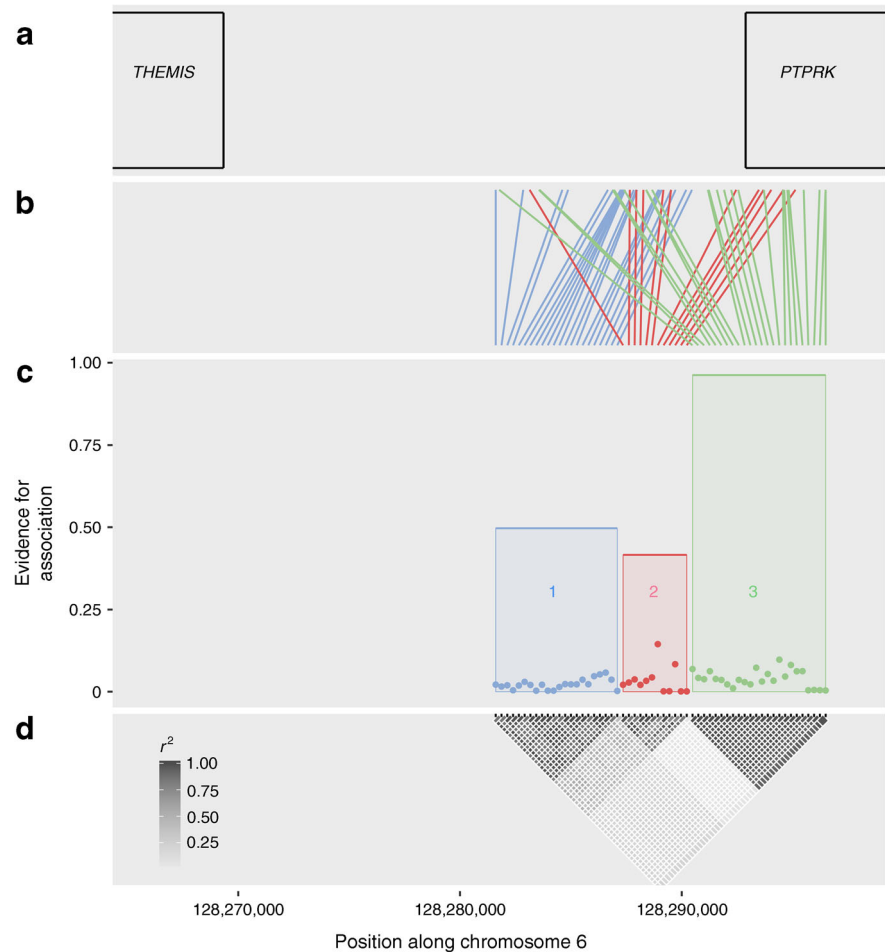 a
THEMIS
PTPRK
b
c
1.00
0.75
0.50
0.25
0
Evidence for
association
1
2
3
d
r²
1.00
0.75
0.50
0.25
128,270,000
128,280,000
128,290,000
Position along chromosome 6